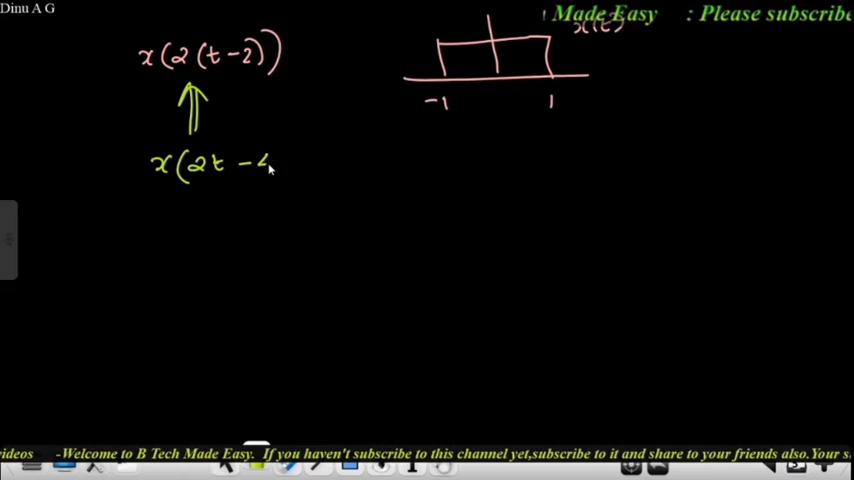 Dinu A G
Made Easy : Please subscribe
x(t)
x(2(t-2))
-1 1
x(2t - 4
videos -Welcome to B Tech Made Easy. If you haven't subscribe to this channel yet,subscribe to it and share to your friends also.Your s